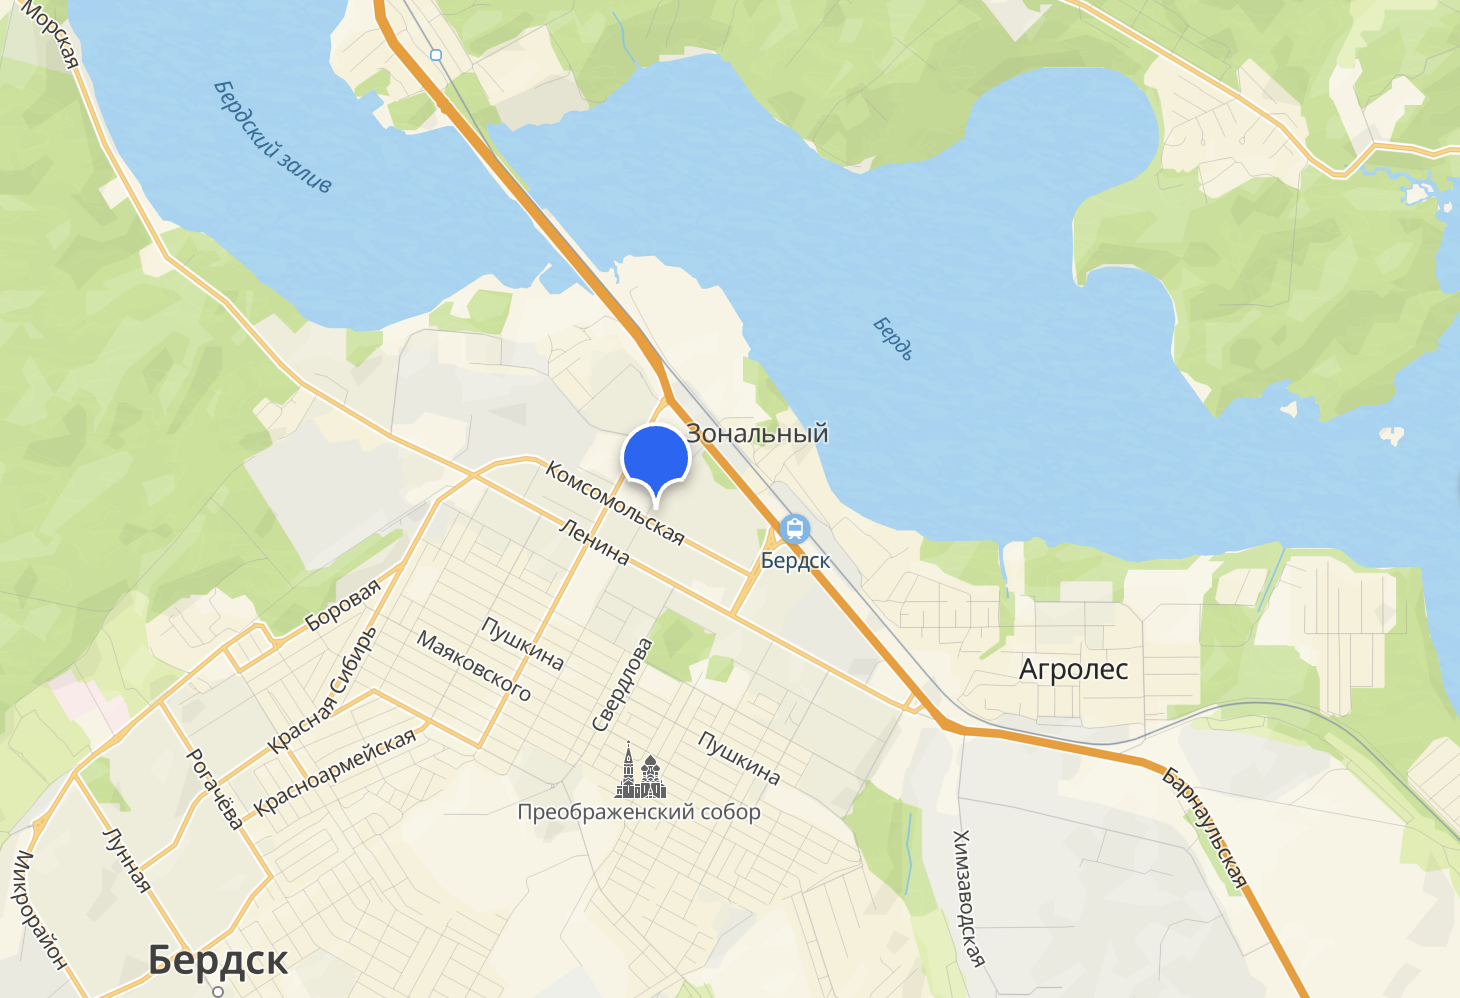 Морская
Бердский залив
Бердь
Зональный
Комсомольская
Ленина
Бердск
Боровая
Пушкина
Маяковского
Свердлова
Красная Сибирь
Агролес
Пушкина
Красноармейская
Рогачёва
Преображенский собор
Барнаульская
Лунная
Химзаводская
Микрорайон
Бердск